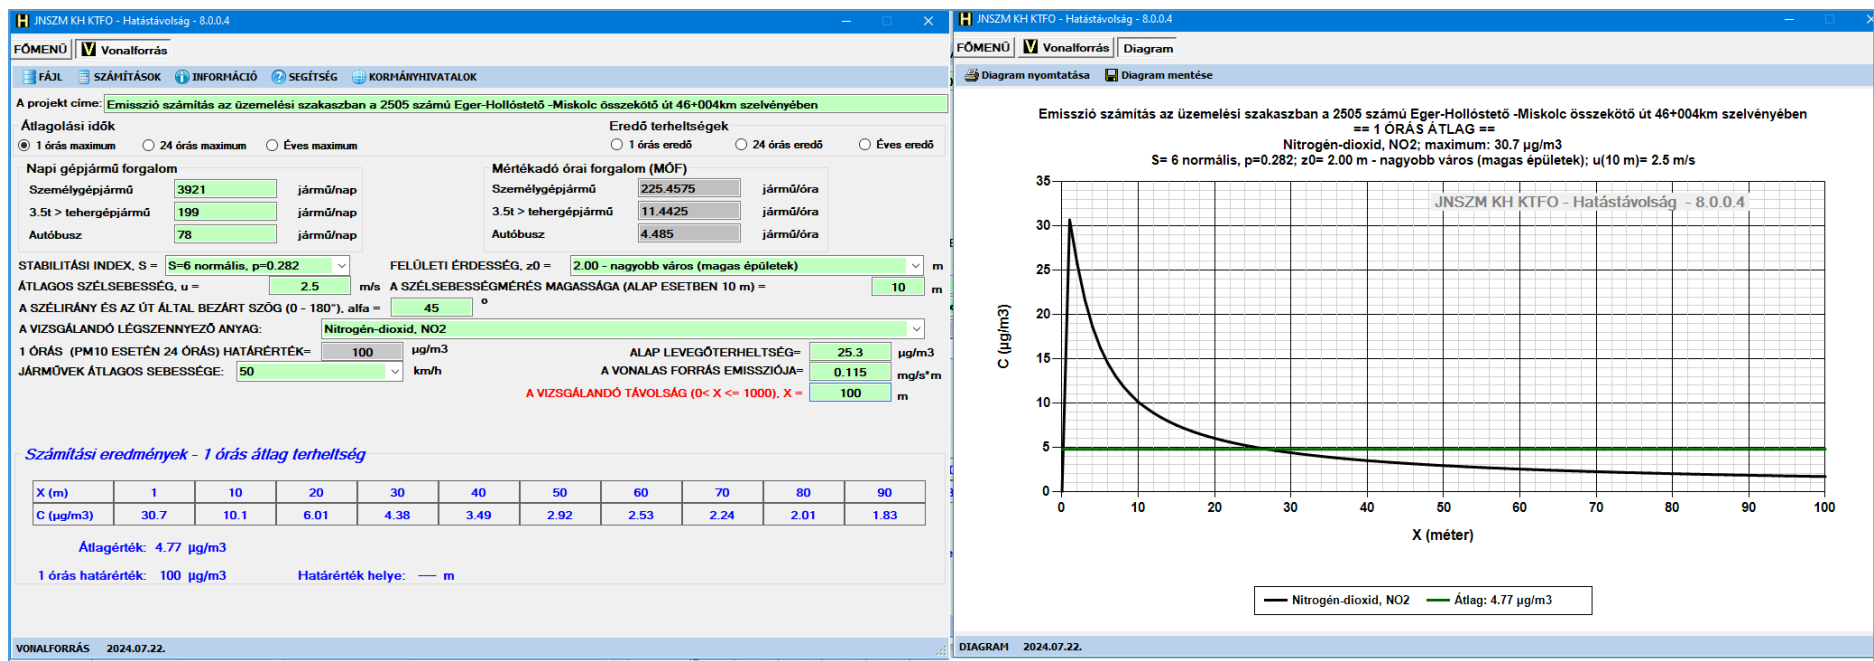 JNSZM KH KTFO - Hatástávolság - 8.0.0.4
FŐMENÜ V Vonalforrás
FÁJL SZÁMÍTÁSOK INFORMÁCIÓ SEGÍTSÉG KORMÁNYHIVATALOK
A projekt címe: Emisszió számítás az üzemelési szakaszban a 2505 számú Eger-Hollóstető -Miskolc összekötő út 46+004km szelvényében
Átlagolási idők Eredő terheltségek
1 órás maximum 24 órás maximum Éves maximum 1 órás eredő 24 órás eredő Éves eredő
Napi gépjármű forgalom Mértékadó órai forgalom (MÓF)
Személygépjármű 3921 jármű/nap Személygépjármű 225.4575 jármű/óra
3.5t > tehergépjármű 199 jármű/nap 3.5t > tehergépjármű 11.4425 jármű/óra
Autóbusz 78 jármű/nap Autóbusz 4.485 jármű/óra
STABILITÁSI INDEX, S = S=6 normális, p=0.282 FELÜLETI ÉRDESSÉG, z0 = 2.00 - nagyobb város (magas épületek) m
ÁTLAGOS SZÉLSEBESSÉG, u = 2.5 m/s A SZÉLSEBESSÉGMÉRÉS MAGASSÁGA (ALAP ESETBEN 10 m) = 10 m
A SZÉLIRÁNY ÉS AZ ÚT ÁLTAL BEZÁRT SZÖG (0 - 180°), alfa = 45 o
A VIZSGÁLANDÓ LÉGSZENNYEZŐ ANYAG: Nitrogén-dioxid, NO2
1 ÓRÁS (PM10 ESETÉN 24 ÓRÁS) HATÁRÉRTÉK= 100 µg/m3 ALAP LEVEGŐTERHELTSÉG= 25.3 µg/m3
JÁRMŰVEK ÁTLAGOS SEBESSÉGE: 50 km/h A VONALAS FORRÁS EMISSZIÓJA= 0.115 mg/s*m
A VIZSGÁLANDÓ TÁVOLSÁG (0< X <= 1000), X = 100 m
Számítási eredmények - 1 órás átlag terheltség
X (m) 1 10 20 30 40 50 60 70 80 90
C (µg/m3) 30.7 10.1 6.01 4.38 3.49 2.92 2.53 2.24 2.01 1.83
Átlagérték: 4.77 µg/m3
1 órás határérték: 100 µg/m3 Határérték helye: ---- m
VONALFORRÁS 2024.07.22.
JNSZM KH KTFO - Hatástávolság - 8.0.0.4
FŐMENÜ V Vonalforrás Diagram
Diagram nyomtatása Diagram mentése
Emisszió számítás az üzemelési szakaszban a 2505 számú Eger-Hollóstető -Miskolc összekötő út 46+004km szelvényében
== 1 ÓRÁS ÁTLAG ==
Nitrogén-dioxid, NO2; maximum: 30.7 µg/m3
S= 6 normális, p=0.282; z0= 2.00 m - nagyobb város (magas épületek); u(10 m)= 2.5 m/s
JNSZM KH KTFO - Hatástávolság - 8.0.0.4
35
30
25
20
15
10
5
0
C (µg/m3)
0 10 20 30 40 50 60 70 80 90 100
X (méter)
Nitrogén-dioxid, NO2 Átlag: 4.77 µg/m3
DIAGRAM 2024.07.22.